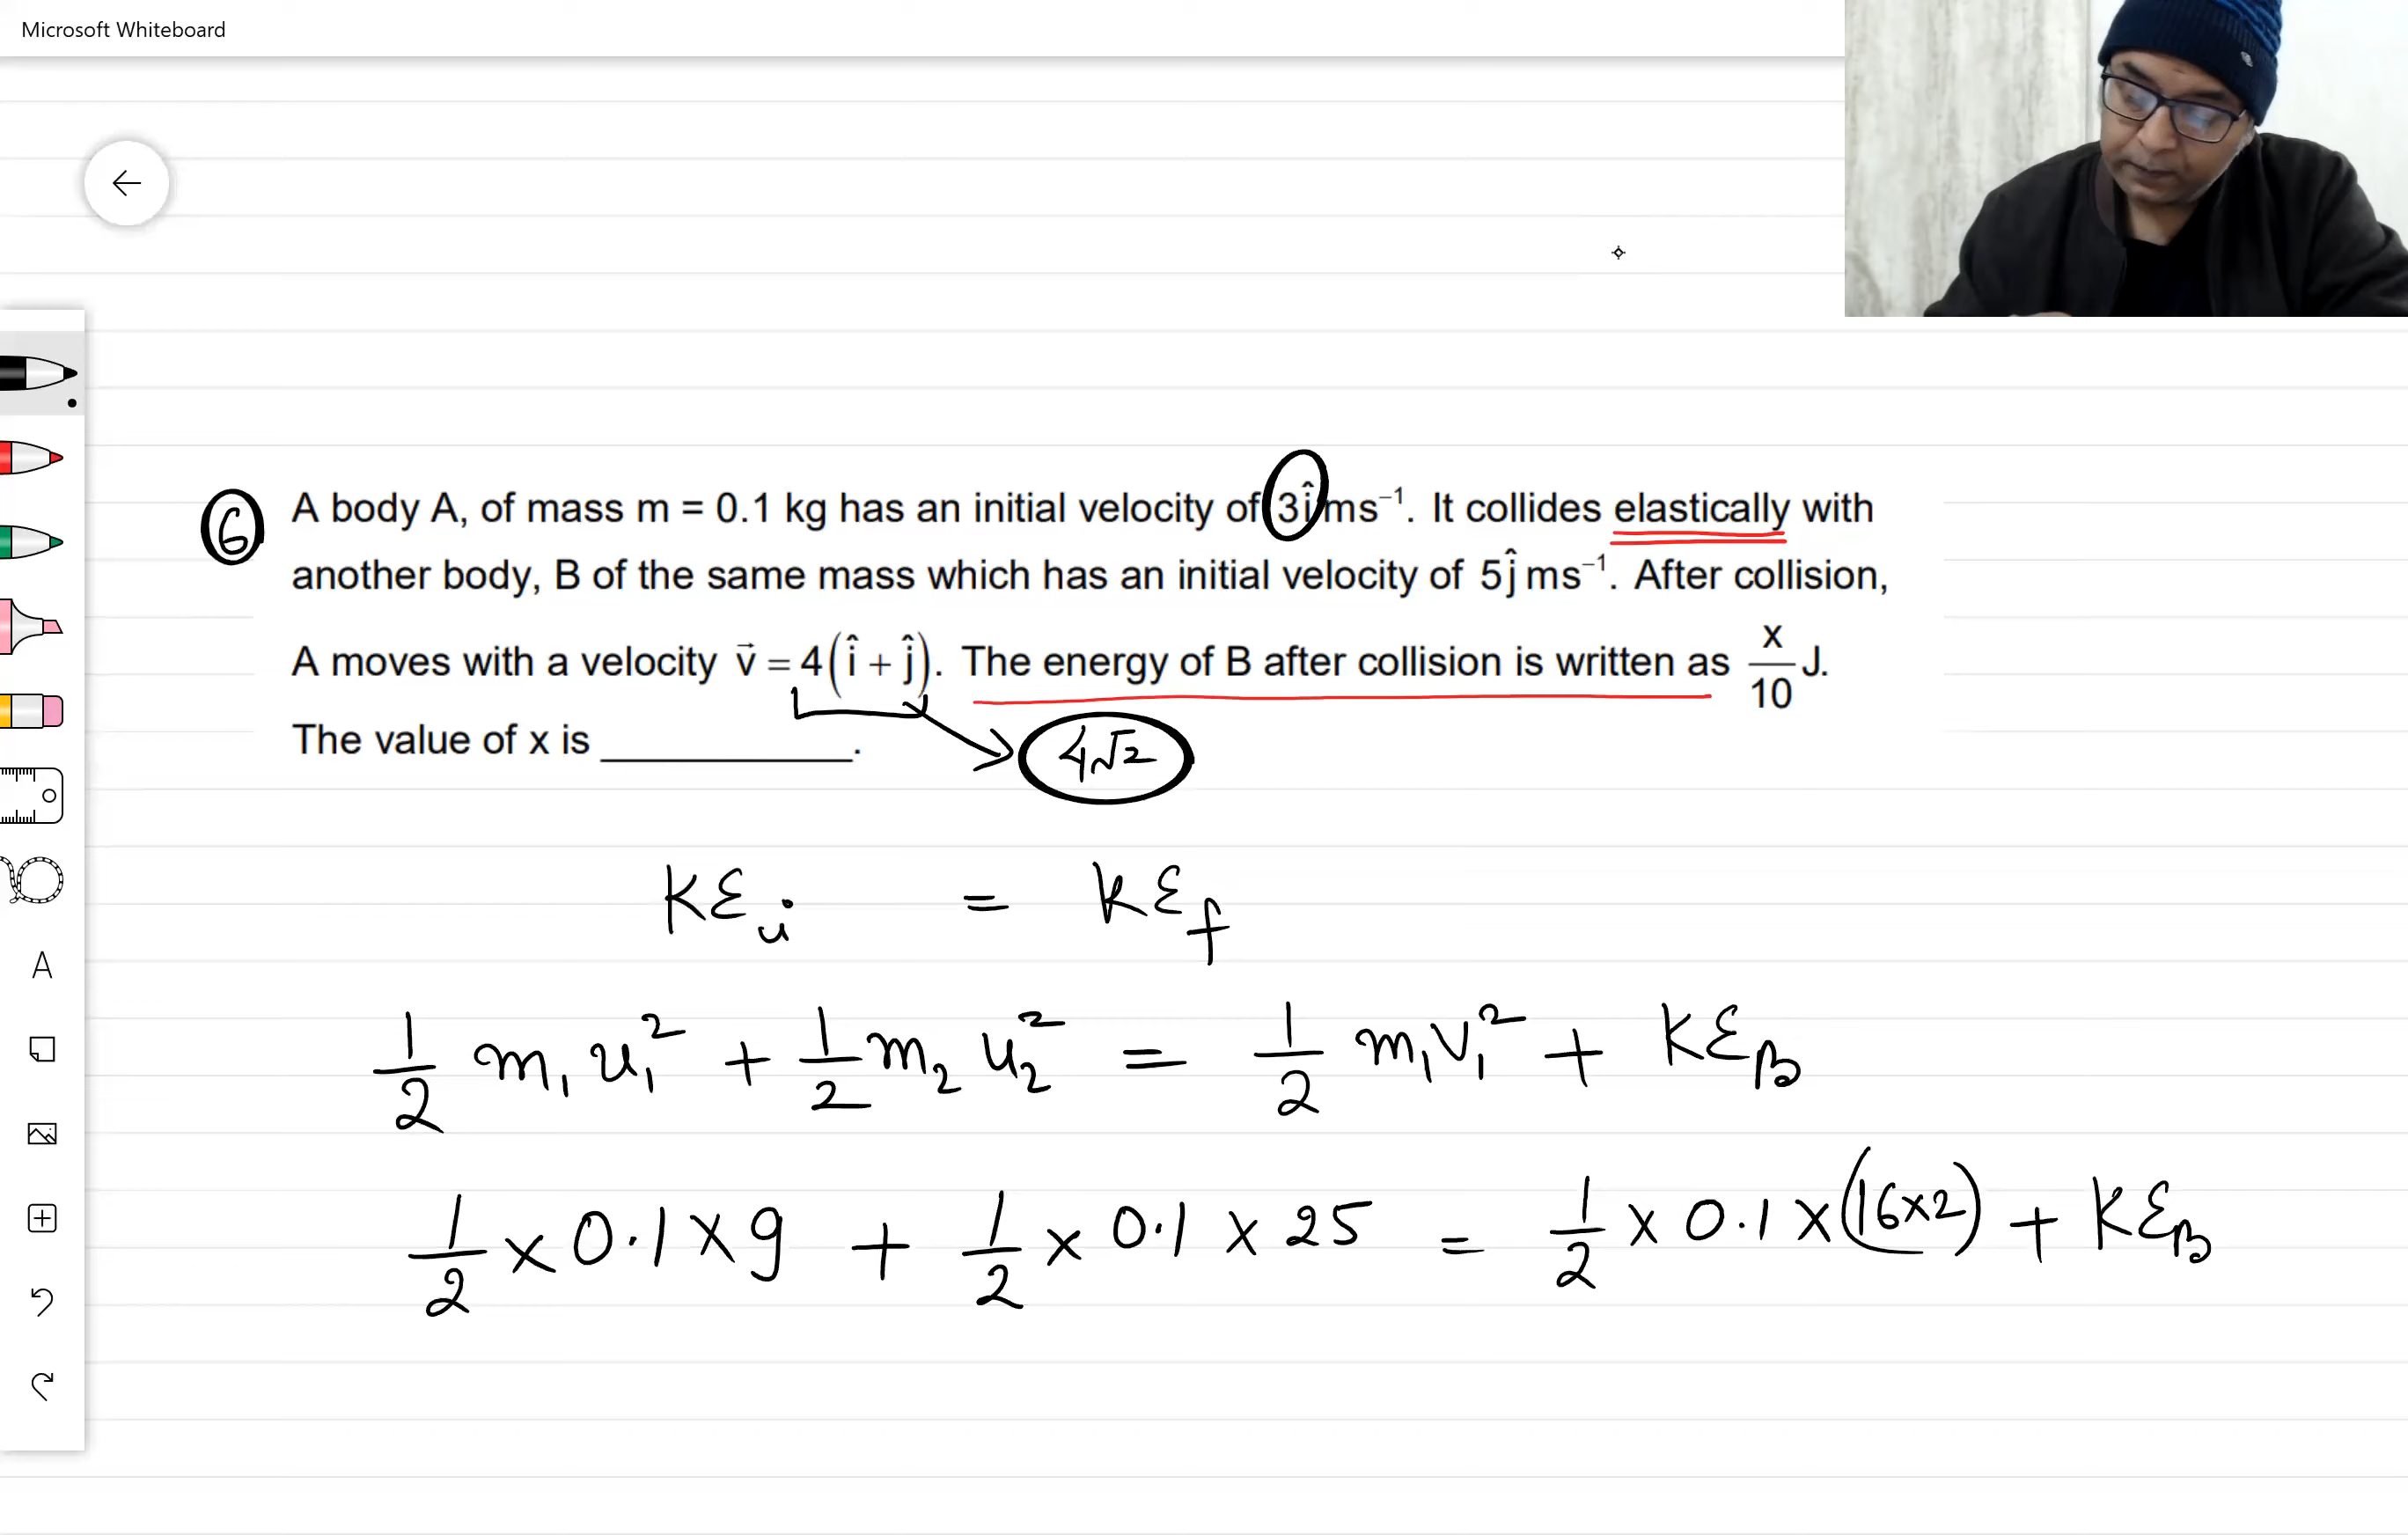 Microsoft Whiteboard
6
A body A, of mass m = 0.1 kg has an initial velocity of 3î ms⁻¹. It collides elastically with
another body, B of the same mass which has an initial velocity of 5ĵ ms⁻¹. After collision,
A moves with a velocity v⃗ = 4(î + ĵ). The energy of B after collision is written as x/10 J.
The value of x is ____________.
4√2
KEᵢ = KE_f
1/2 m₁u₁² + 1/2 m₂u₂² = 1/2 m₁v₁² + KE_B
1/2 × 0.1 × 9 + 1/2 × 0.1 × 25 = 1/2 × 0.1 × (16×2) + KE_B
A